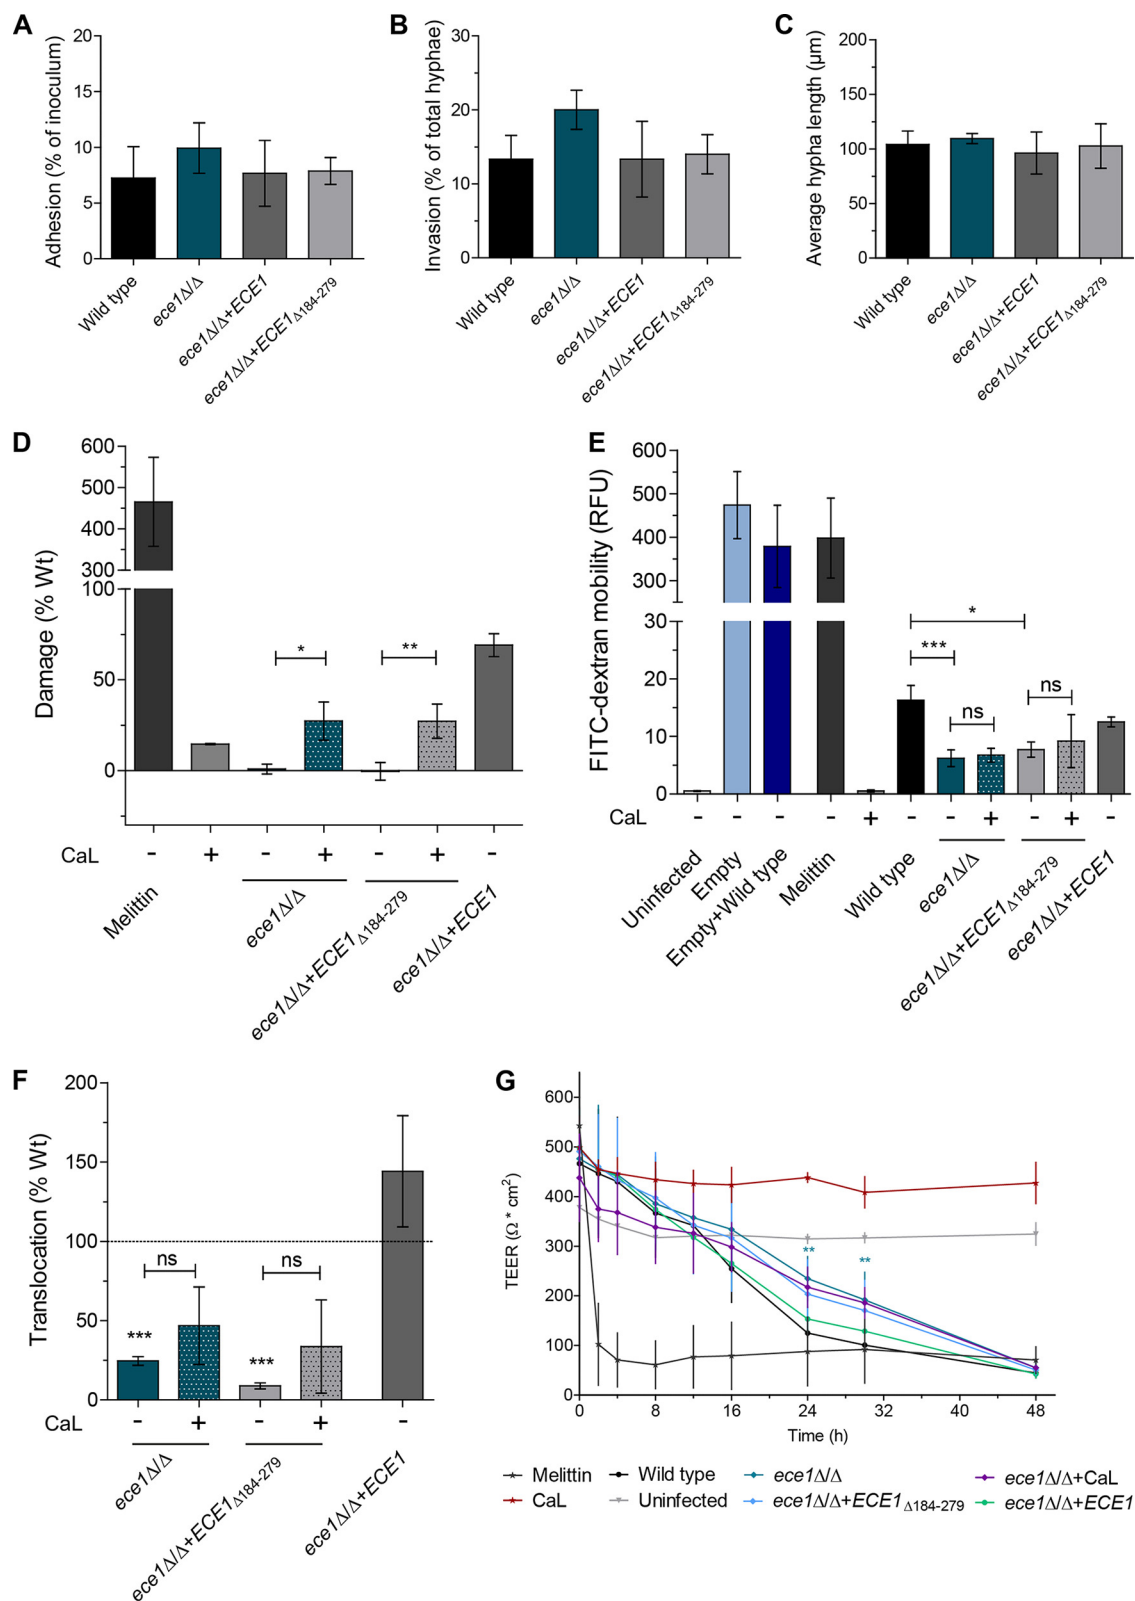 A
Adhesion (% of inoculum)
20
15
10
5
0
Wild type
ece1Δ/Δ
ece1Δ/Δ+ECE1
ece1Δ/Δ+ECE1Δ184-279
B
Invasion (% of total hyphae)
30
20
10
0
Wild type
ece1Δ/Δ
ece1Δ/Δ+ECE1
ece1Δ/Δ+ECE1Δ184-279
C
Average hypha length (µm)
200
150
100
50
0
Wild type
ece1Δ/Δ
ece1Δ/Δ+ECE1
ece1Δ/Δ+ECE1Δ184-279
D
Damage (% Wt)
600
500
400
300
100
50
0
*
**
CaL
- + - + - + -
Melittin
ece1Δ/Δ
ece1Δ/Δ+ECE1Δ184-279
ece1Δ/Δ+ECE1
E
FITC-dextran mobility (RFU)
600
500
400
300
30
20
10
0
*
***
ns
ns
CaL
- - - - + - - + - + -
Uninfected
Empty
Empty+Wild type
Melittin
Wild type
ece1Δ/Δ
ece1Δ/Δ+ECE1Δ184-279
ece1Δ/Δ+ECE1
F
Translocation (% Wt)
200
150
100
50
0
ns
ns
***
***
CaL
- + - + -
ece1Δ/Δ
ece1Δ/Δ+ECE1Δ184-279
ece1Δ/Δ+ECE1
G
TEER (Ω * cm²)
600
500
400
300
200
100
0
** **
0 8 16 24 32 40 48
Time (h)
Melittin
Wild type
ece1Δ/Δ
ece1Δ/Δ+CaL
CaL
Uninfected
ece1Δ/Δ+ECE1Δ184-279
ece1Δ/Δ+ECE1